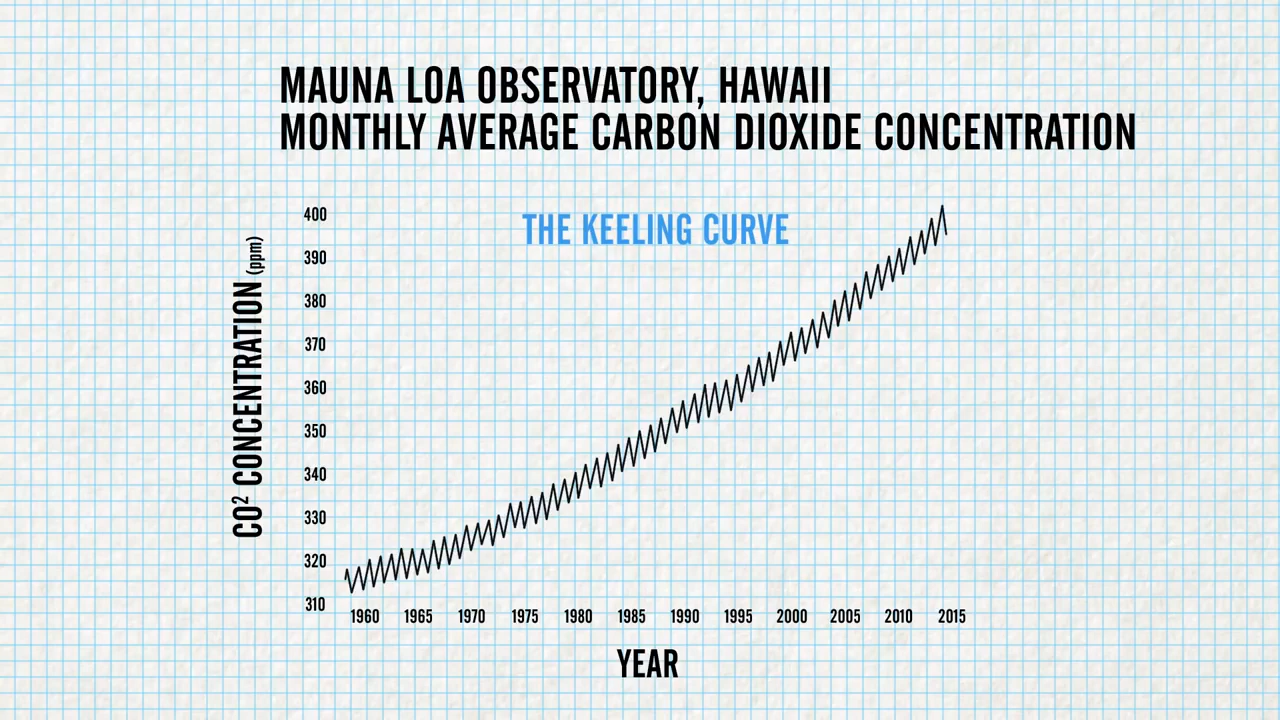 MAUNA LOA OBSERVATORY, HAWAII
MONTHLY AVERAGE CARBON DIOXIDE CONCENTRATION
THE KEELING CURVE
CO² CONCENTRATION (ppm)
400
390
380
370
360
350
340
330
320
310
1960 1965 1970 1975 1980 1985 1990 1995 2000 2005 2010 2015
YEAR